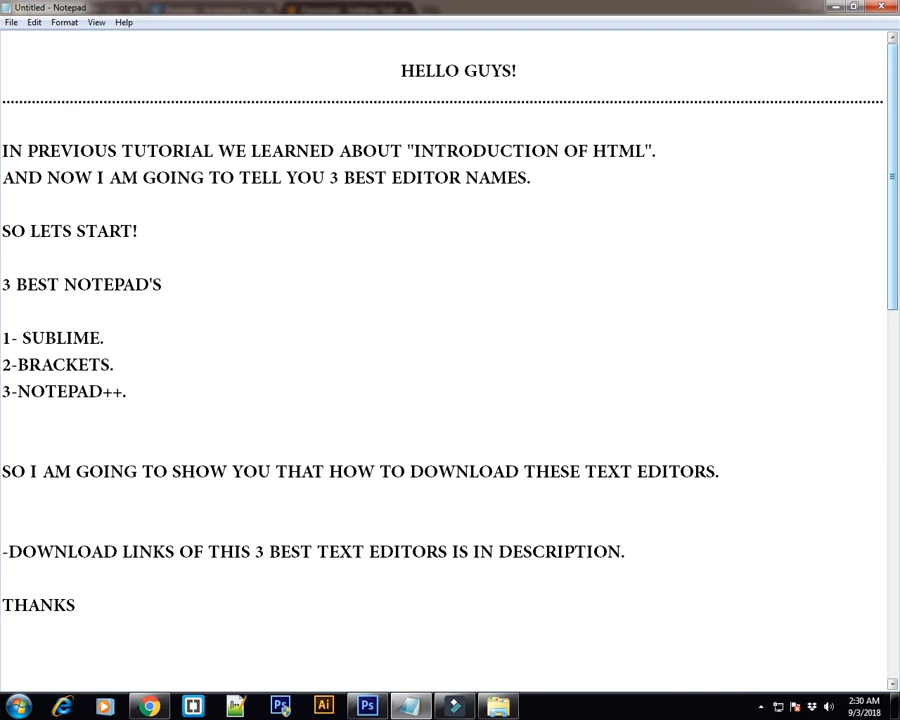 Untitled - Notepad
File Edit Format View Help
HELLO GUYS!
IN PREVIOUS TUTORIAL WE LEARNED ABOUT "INTRODUCTION OF HTML".
AND NOW I AM GOING TO TELL YOU 3 BEST EDITOR NAMES.
SO LETS START!
3 BEST NOTEPAD'S
1- SUBLIME.
2-BRACKETS.
3-NOTEPAD++.
SO I AM GOING TO SHOW YOU THAT HOW TO DOWNLOAD THESE TEXT EDITORS.
-DOWNLOAD LINKS OF THIS 3 BEST TEXT EDITORS IS IN DESCRIPTION.
THANKS
Ps Ai Ps
2:30 AM
9/3/2018